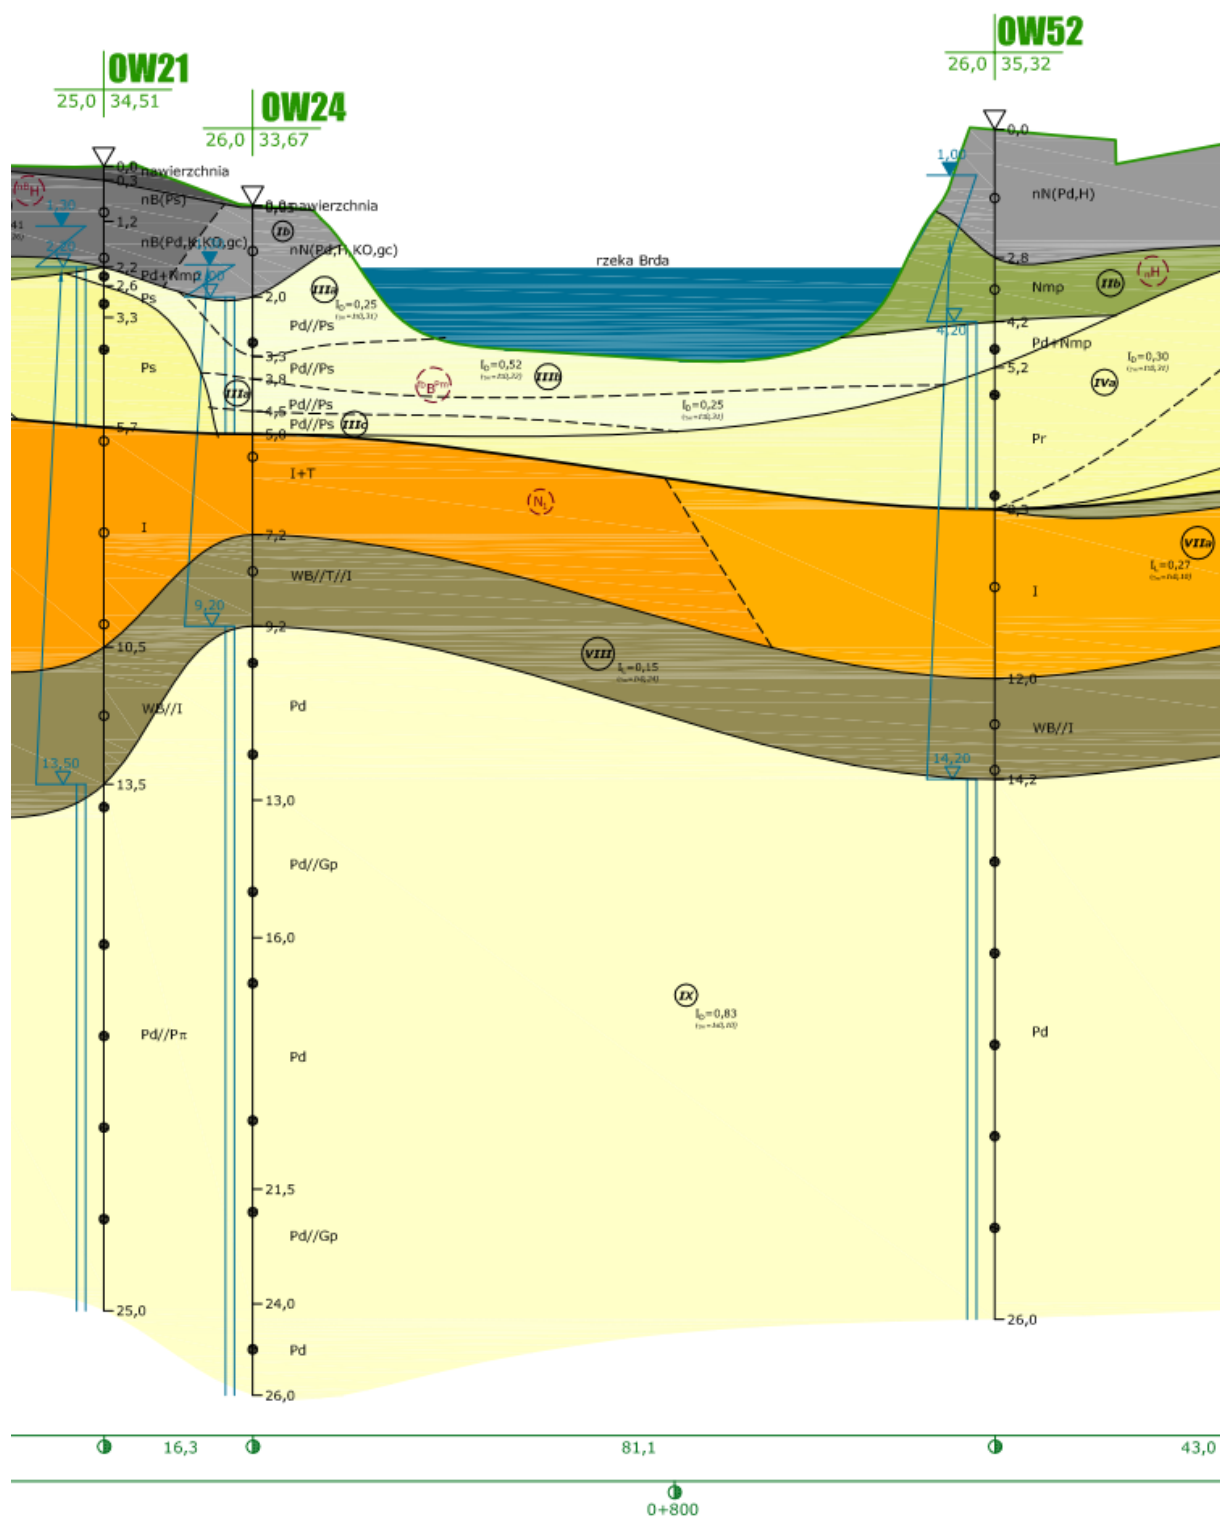 OW52
26,0 35,32
OW21
25,0 34,51
OW24
26,0 33,67
0,0
nawierzchnia
0,3
nB(Ps)
1,2
nB(Pd,K,KO,gc)
2,2
Pd+Nmp
2,6
Ps
3,3
Ps
5,7
I
10,5
WB//I
13,5
Pd//Pπ
25,0
1,30
2,20
13,50
nBH
41
nawierzchnia
Ib
nN(Pd,H,KO,gc)
2,0
IIIa
ID=0,25
Pd//Ps
3,3
Pd//Ps
3,8
Pd//Ps
4,5
Pd//Ps
5,0
IIIa
IIIc
I+T
7,2
WB//T//I
9,2
Pd
13,0
Pd//Gp
16,0
Pd
21,5
Pd//Gp
24,0
Pd
26,0
2,00
9,20
rzeka Brda
ID=0,52
IIIb
ID=0,25
VIII
IL=0,15
IX
ID=0,83
0,0
1,00
nN(Pd,H)
2,8
nH
IIb
Nmp
4,2
4,20
Pd+Nmp
5,2
ID=0,30
IVa
Pr
8,3
VIIa
IL=0,27
I
12,0
WB//I
14,20
14,2
Pd
26,0
16,3
81,1
43,0
0+800